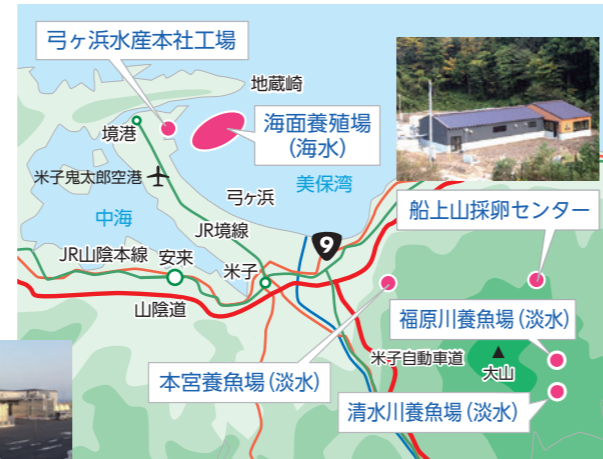 弓ヶ浜水産本社工場
地蔵崎
境港
海面養殖場
(海水)
米子鬼太郎空港
弓ヶ浜
美保湾
中海
船上山採卵センター
JR境線
9
JR山陰本線
安来
米子
山陰道
福原川養魚場(淡水)
米子自動車道
大山
本宮養魚場(淡水)
清水川養魚場(淡水)